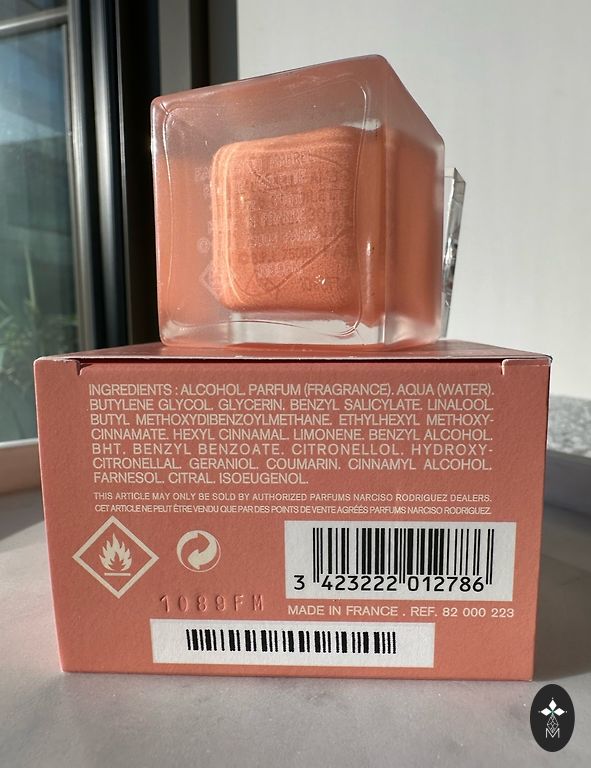 INGREDIENTS : ALCOHOL. PARFUM (FRAGRANCE). AQUA (WATER).
BUTYLENE GLYCOL. GLYCERIN. BENZYL SALICYLATE. LINALOOL.
BUTYL METHOXYDIBENZOYLMETHANE. ETHYLHEXYL METHOXY-
CINNAMATE. HEXYL CINNAMAL. LIMONENE. BENZYL ALCOHOL.
BHT. BENZYL BENZOATE. CITRONELLOL. HYDROXY-
CITRONELLAL. GERANIOL. COUMARIN. CINNAMYL ALCOHOL.
FARNESOL. CITRAL. ISOEUGENOL.
THIS ARTICLE MAY ONLY BE SOLD BY AUTHORIZED PARFUMS NARCISO RODRIGUEZ DEALERS.
CET ARTICLE NE PEUT ÊTRE VENDU QUE PAR DES POINTS DE VENTE AGRÉÉS PARFUMS NARCISO RODRIGUEZ.
3 423222 012786
1089FM
MADE IN FRANCE . REF. 82 000 223
M